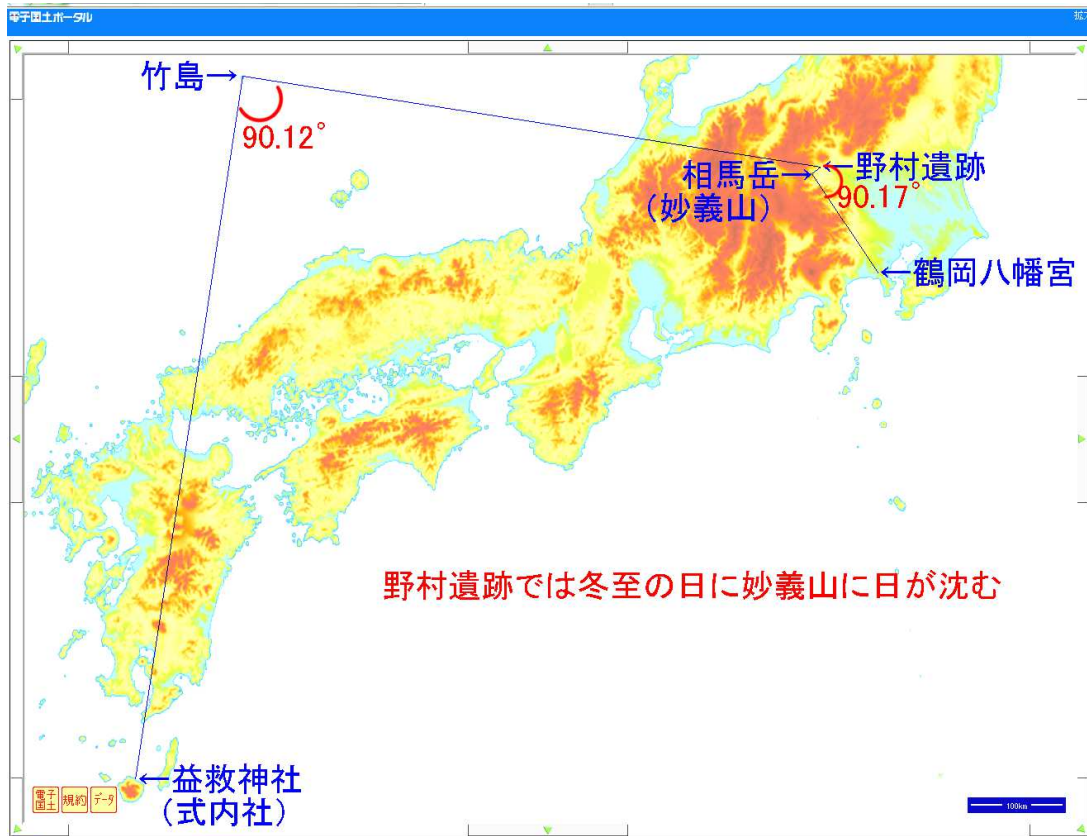 電子国土ポータル
拡大
竹島→
90.12°
←野村遺跡
相馬岳→
(妙義山)
90.17°
←鶴岡八幡宮
野村遺跡では冬至の日に妙義山に日が沈む
←益救神社
(式内社)
電子国土
規約
データ
100km